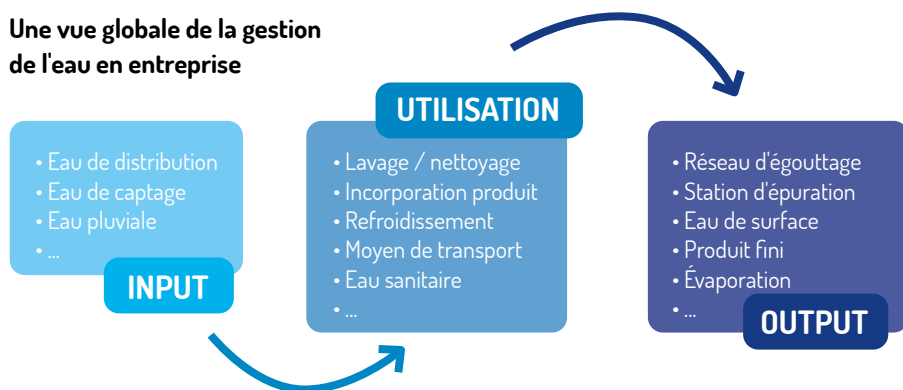 Une vue globale de la gestion
de l'eau en entreprise
• Eau de distribution
• Eau de captage
• Eau pluviale
• ...
INPUT
UTILISATION
• Lavage / nettoyage
• Incorporation produit
• Refroidissement
• Moyen de transport
• Eau sanitaire
• ...
• Réseau d'égouttage
• Station d'épuration
• Eau de surface
• Produit fini
• Évaporation
• ...
OUTPUT